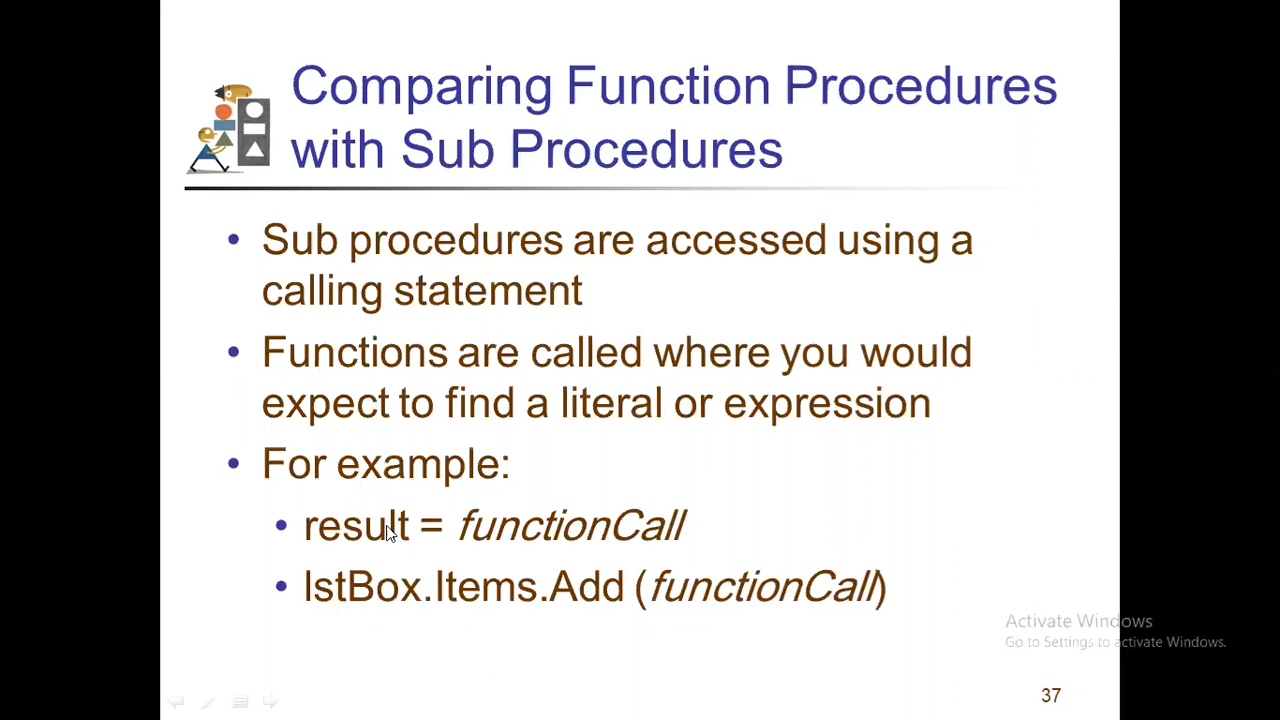 Comparing Function Procedures
with Sub Procedures
• Sub procedures are accessed using a
calling statement
• Functions are called where you would
expect to find a literal or expression
• For example:
• result = functionCall
• lstBox.Items.Add (functionCall)
Activate Windows
Go to Settings to activate Windows.
37